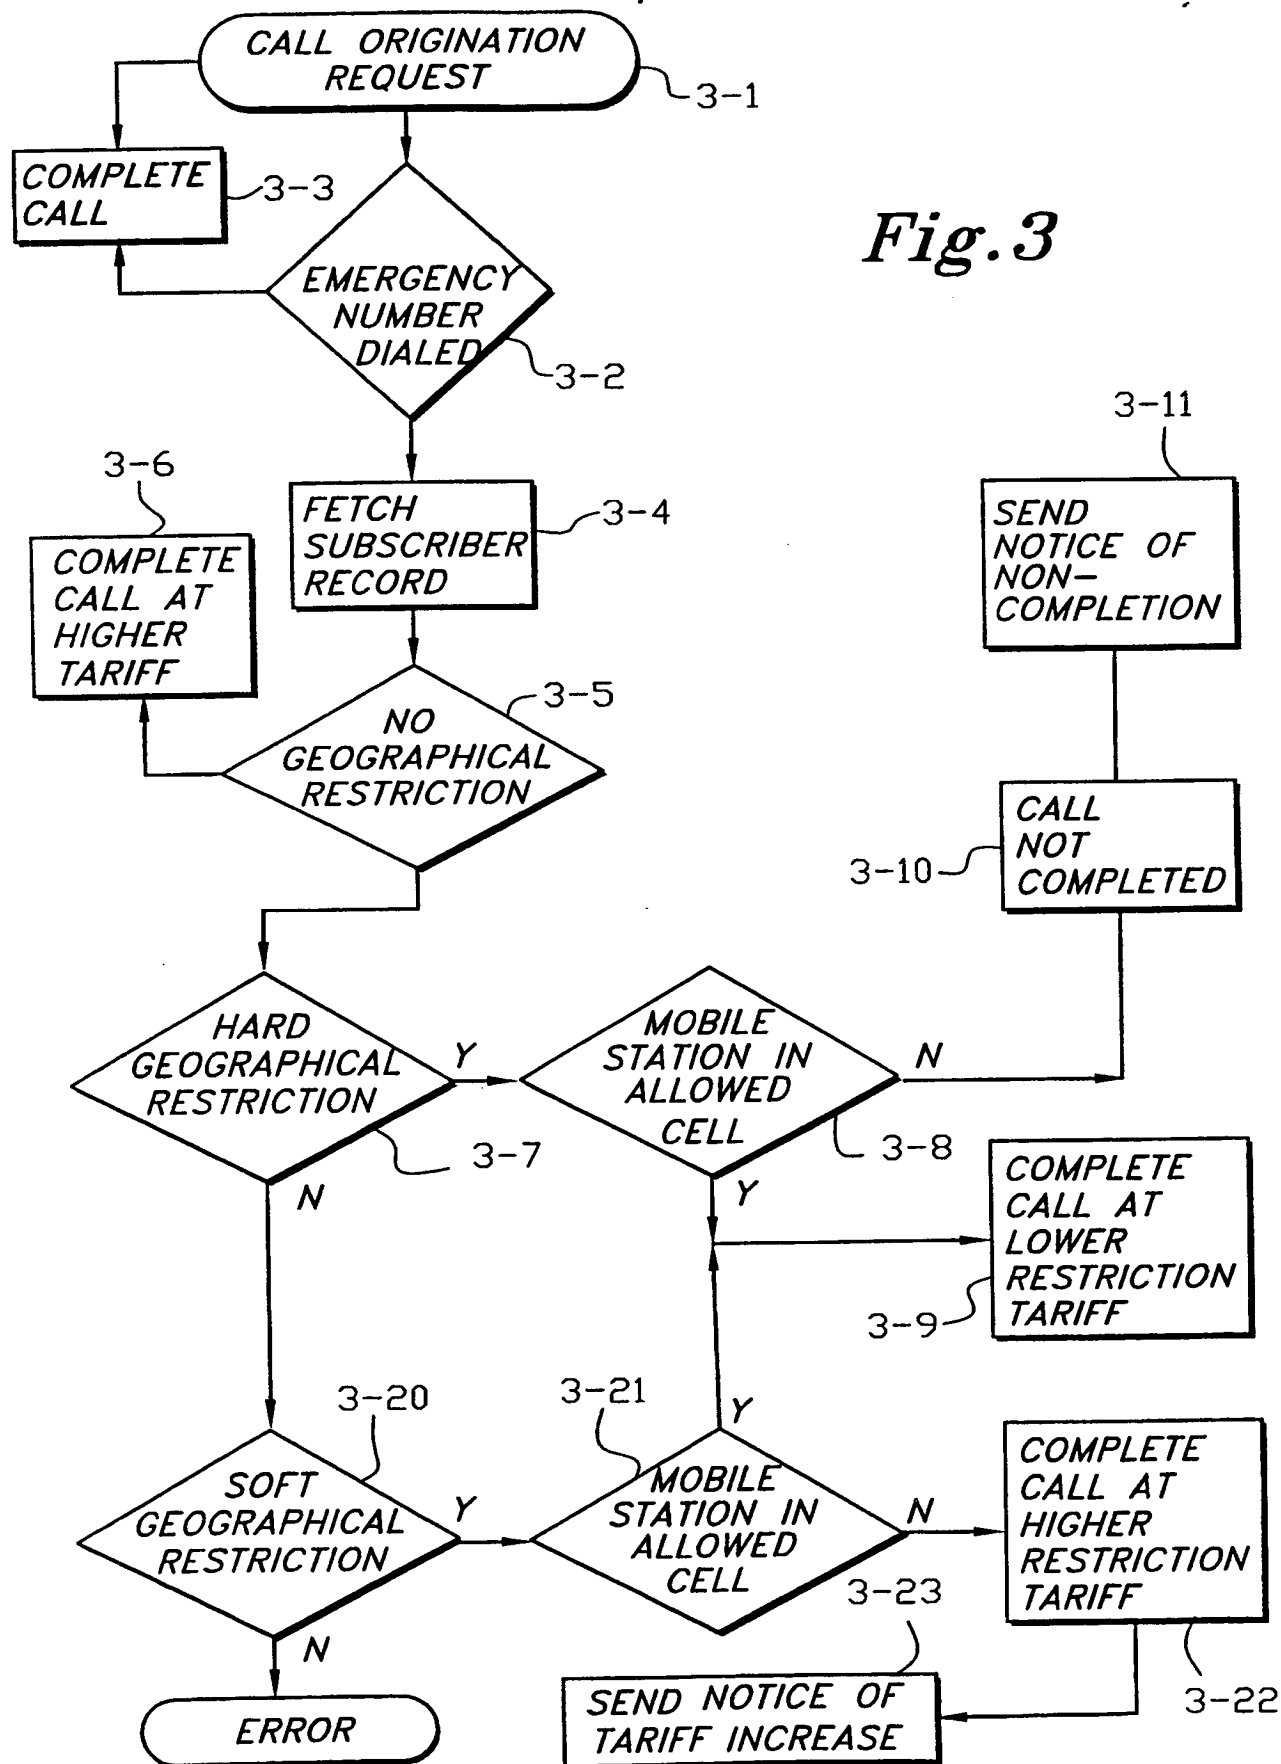 CALL ORIGINATION
REQUEST
3-1
COMPLETE
CALL
3-3
Fig.3
EMERGENCY
NUMBER
DIALED
3-2
3-11
3-6
FETCH
SUBSCRIBER
RECORD
3-4
SEND
NOTICE OF
NON-
COMPLETION
COMPLETE
CALL AT
HIGHER
TARIFF
3-5
NO
GEOGRAPHICAL
RESTRICTION
CALL
NOT
COMPLETED
3-10
HARD
GEOGRAPHICAL
RESTRICTION
Y
3-7
N
MOBILE
STATION IN
ALLOWED
CELL
N
3-8
Y
COMPLETE
CALL AT
LOWER
RESTRICTION
TARIFF
3-9
3-20
3-21
Y
SOFT
GEOGRAPHICAL
RESTRICTION
Y
N
MOBILE
STATION IN
ALLOWED
CELL
N
COMPLETE
CALL AT
HIGHER
RESTRICTION
TARIFF
3-23
3-22
ERROR
SEND NOTICE OF
TARIFF INCREASE